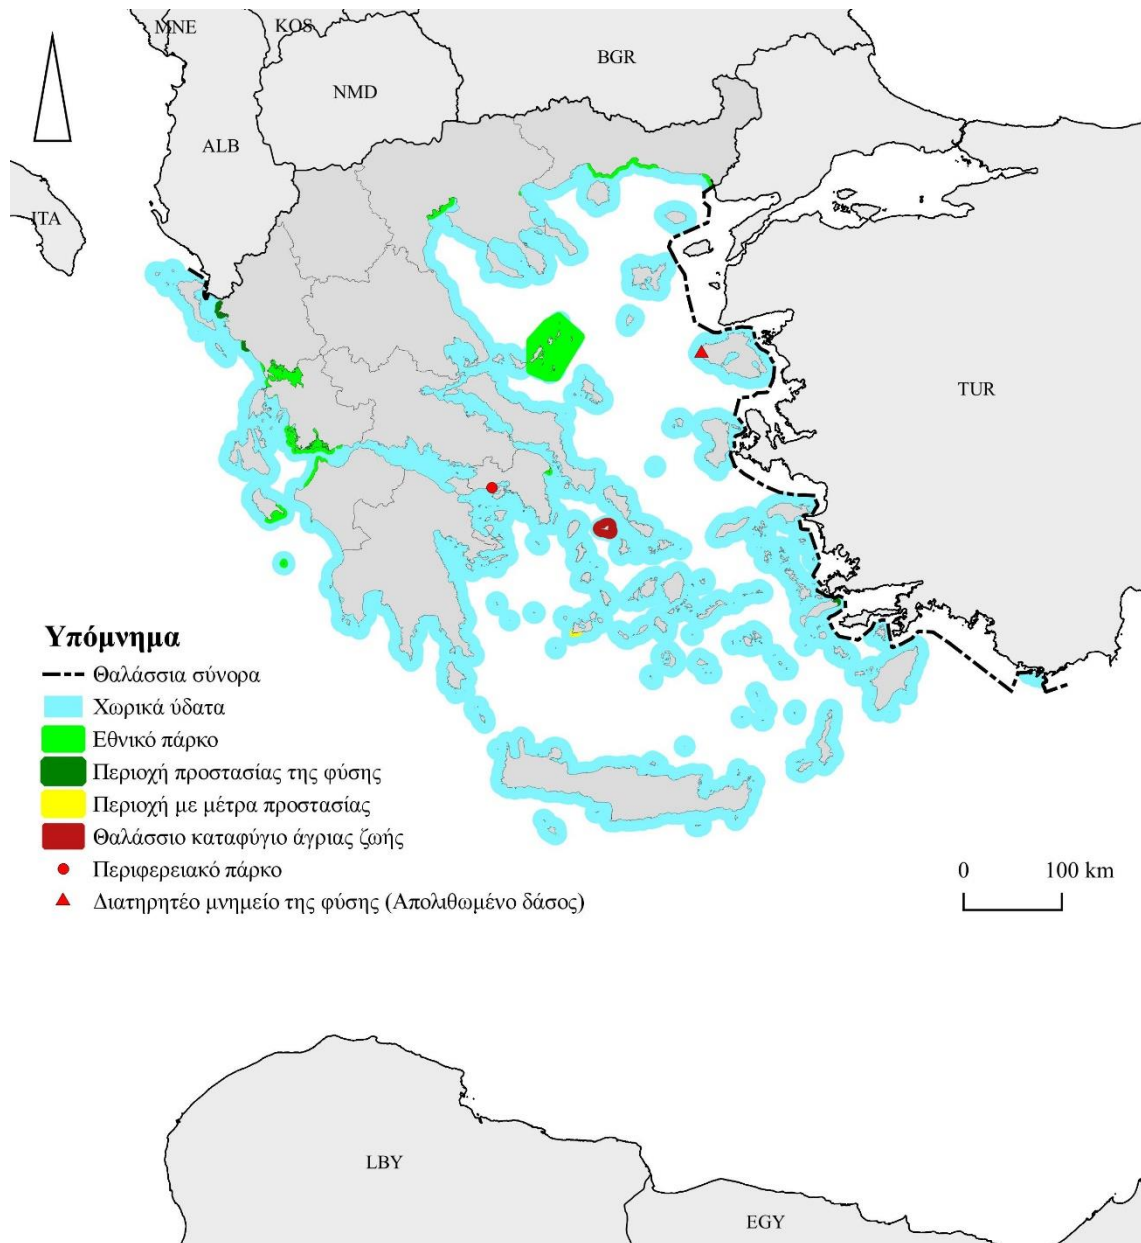 MNE
KOS
BGR
NMD
ALB
ITA
TUR
Υπόμνημα
Θαλάσσια σύνορα
Χωρικά ύδατα
Εθνικό πάρκο
Περιοχή προστασίας της φύσης
Περιοχή με μέτρα προστασίας
Θαλάσσιο καταφύγιο άγριας ζωής
Περιφερειακό πάρκο
Διατηρητέο μνημείο της φύσης (Απολιθωμένο δάσος)
0 100 km
LBY
EGY